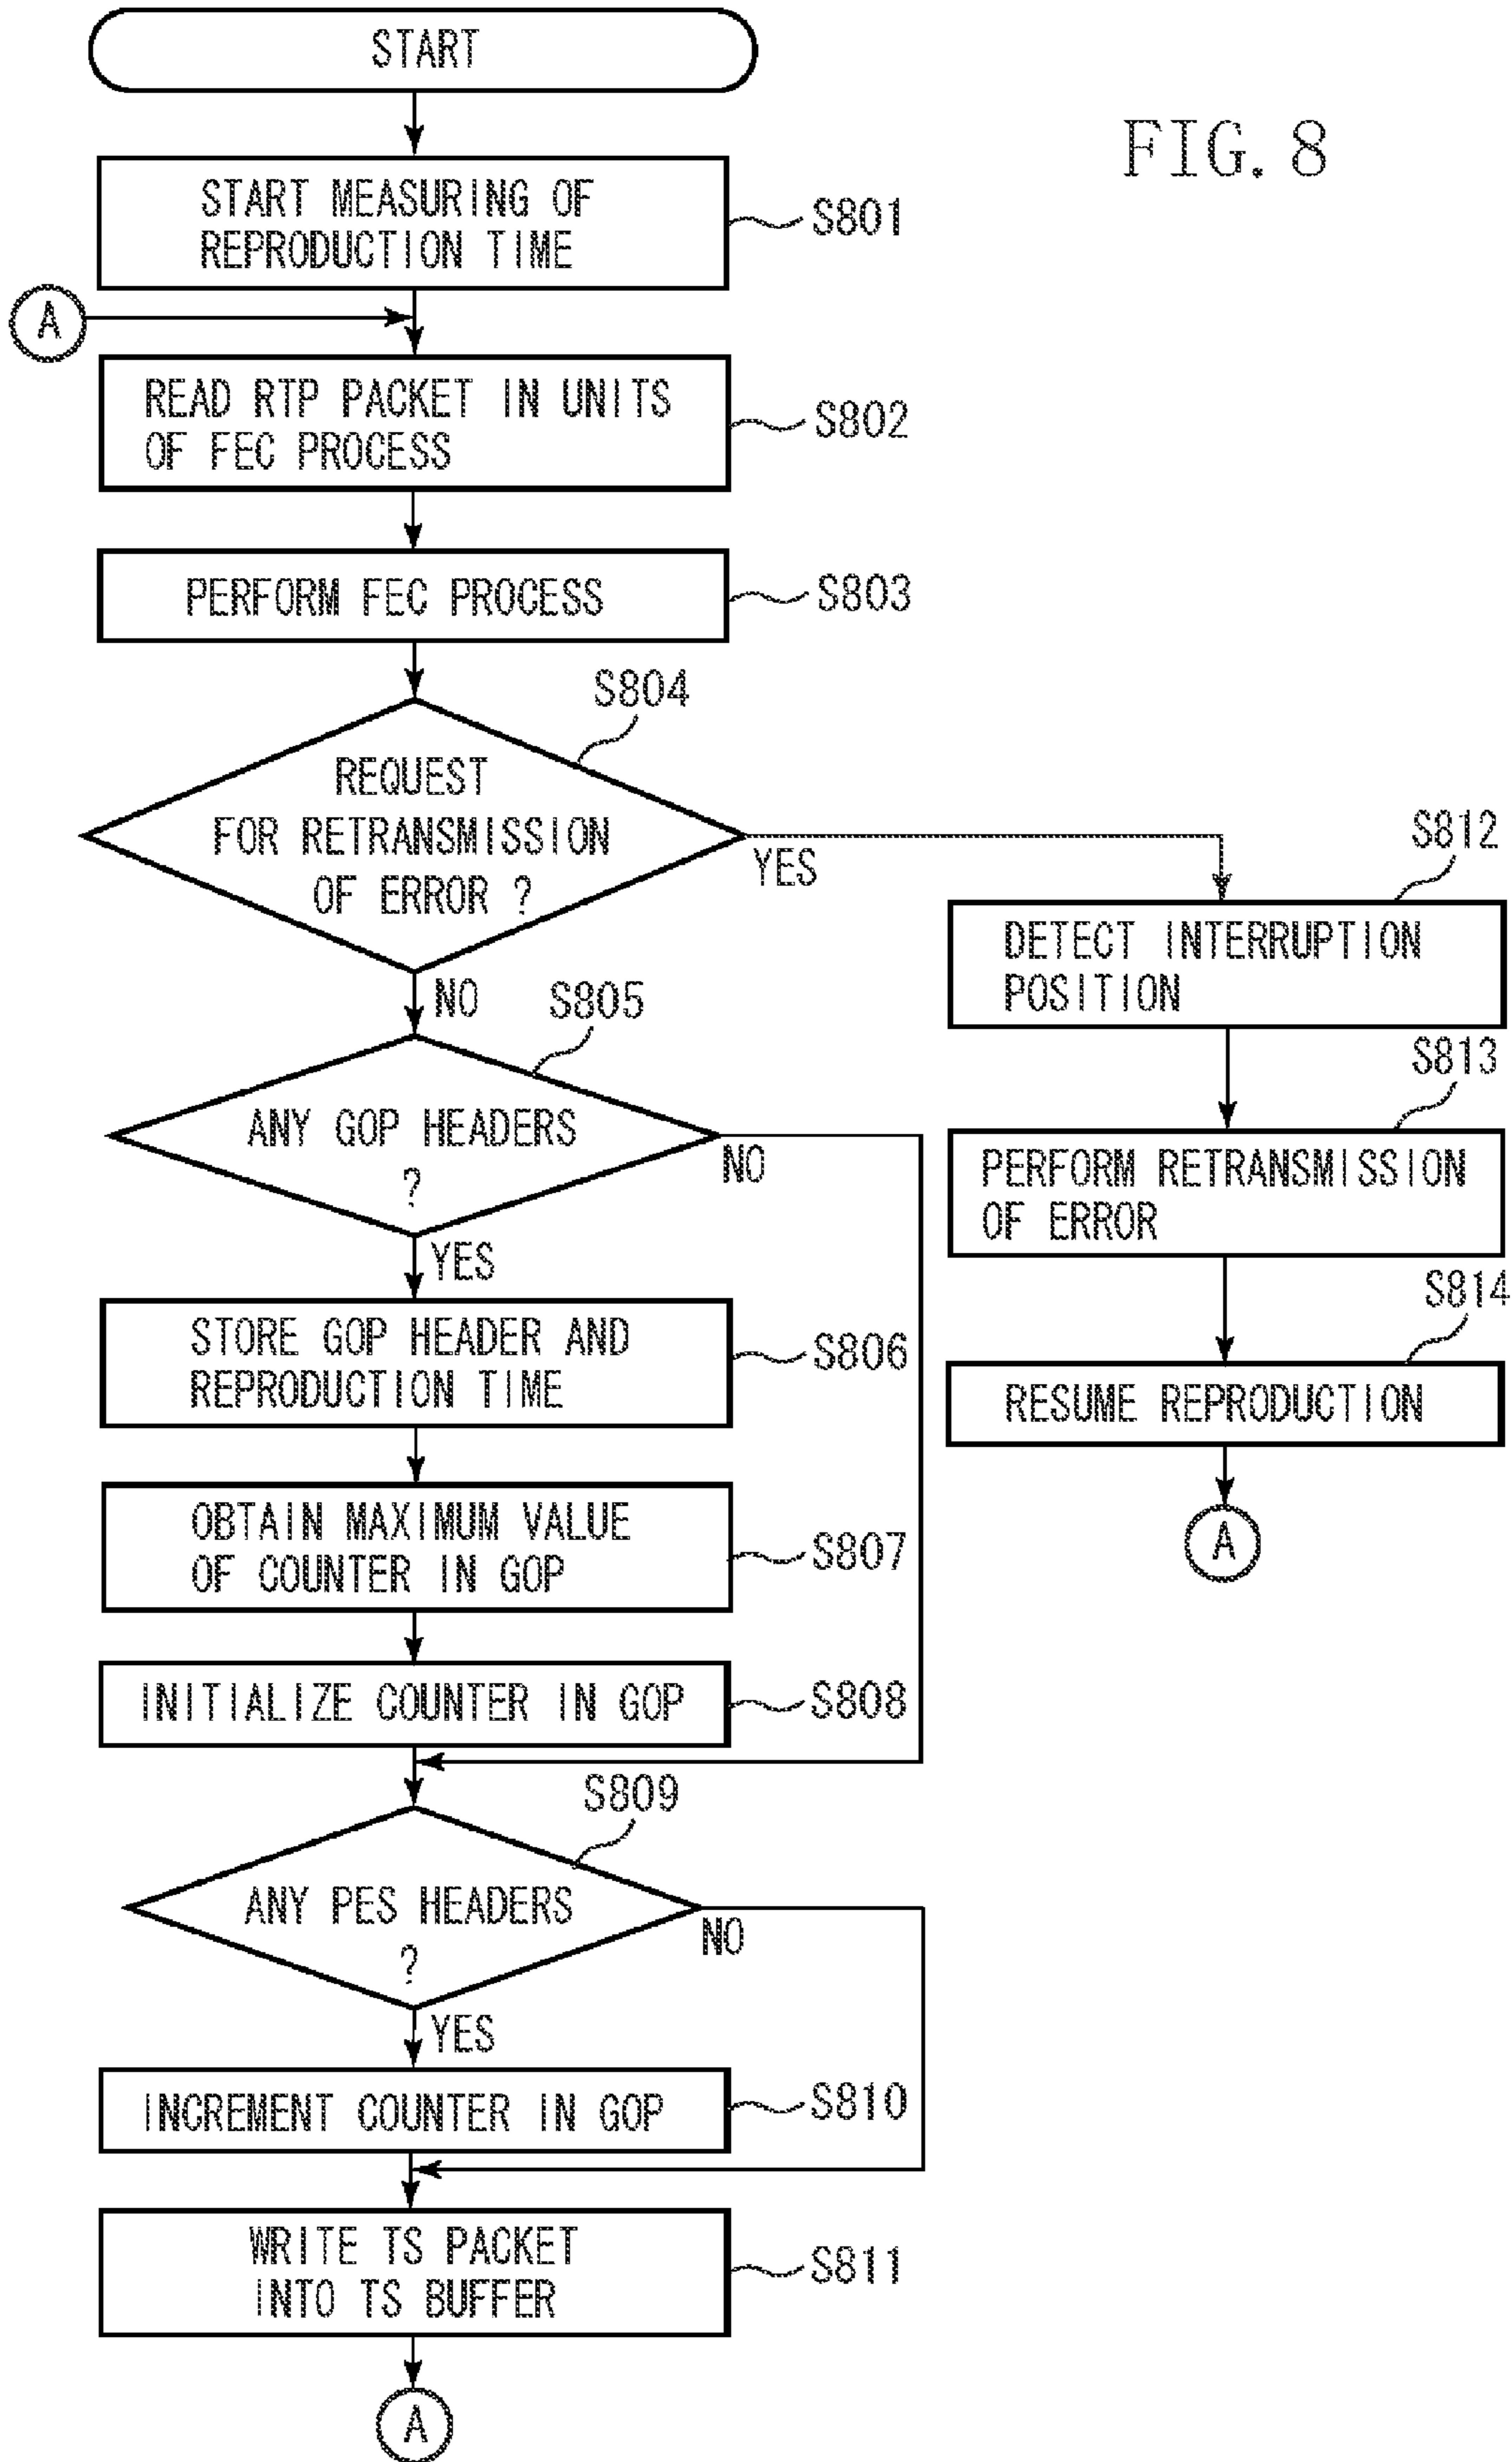 START
FIG. 8
START MEASURING OF
REPRODUCTION TIME
S801
A
READ RTP PACKET IN UNITS
OF FEC PROCESS
S802
PERFORM FEC PROCESS
S803
S804
REQUEST
FOR RETRANSMISSION
OF ERROR ?
YES
NO
S812
DETECT INTERRUPTION
POSITION
S805
ANY GOP HEADERS
?
NO
YES
S813
PERFORM RETRANSMISSION
OF ERROR
S814
RESUME REPRODUCTION
A
STORE GOP HEADER AND
REPRODUCTION TIME
S806
OBTAIN MAXIMUM VALUE
OF COUNTER IN GOP
S807
INITIALIZE COUNTER IN GOP
S808
S809
ANY PES HEADERS
?
NO
YES
INCREMENT COUNTER IN GOP
S810
WRITE TS PACKET
INTO TS BUFFER
S811
A